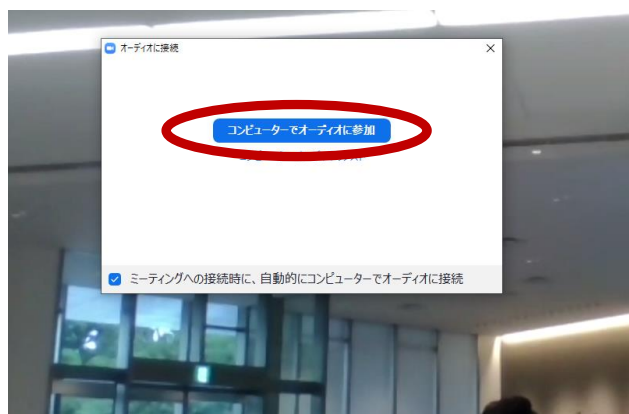 オーディオに接続
コンピューターでオーディオに参加
ミーティングへの接続時に、自動的にコンピューターでオーディオに接続